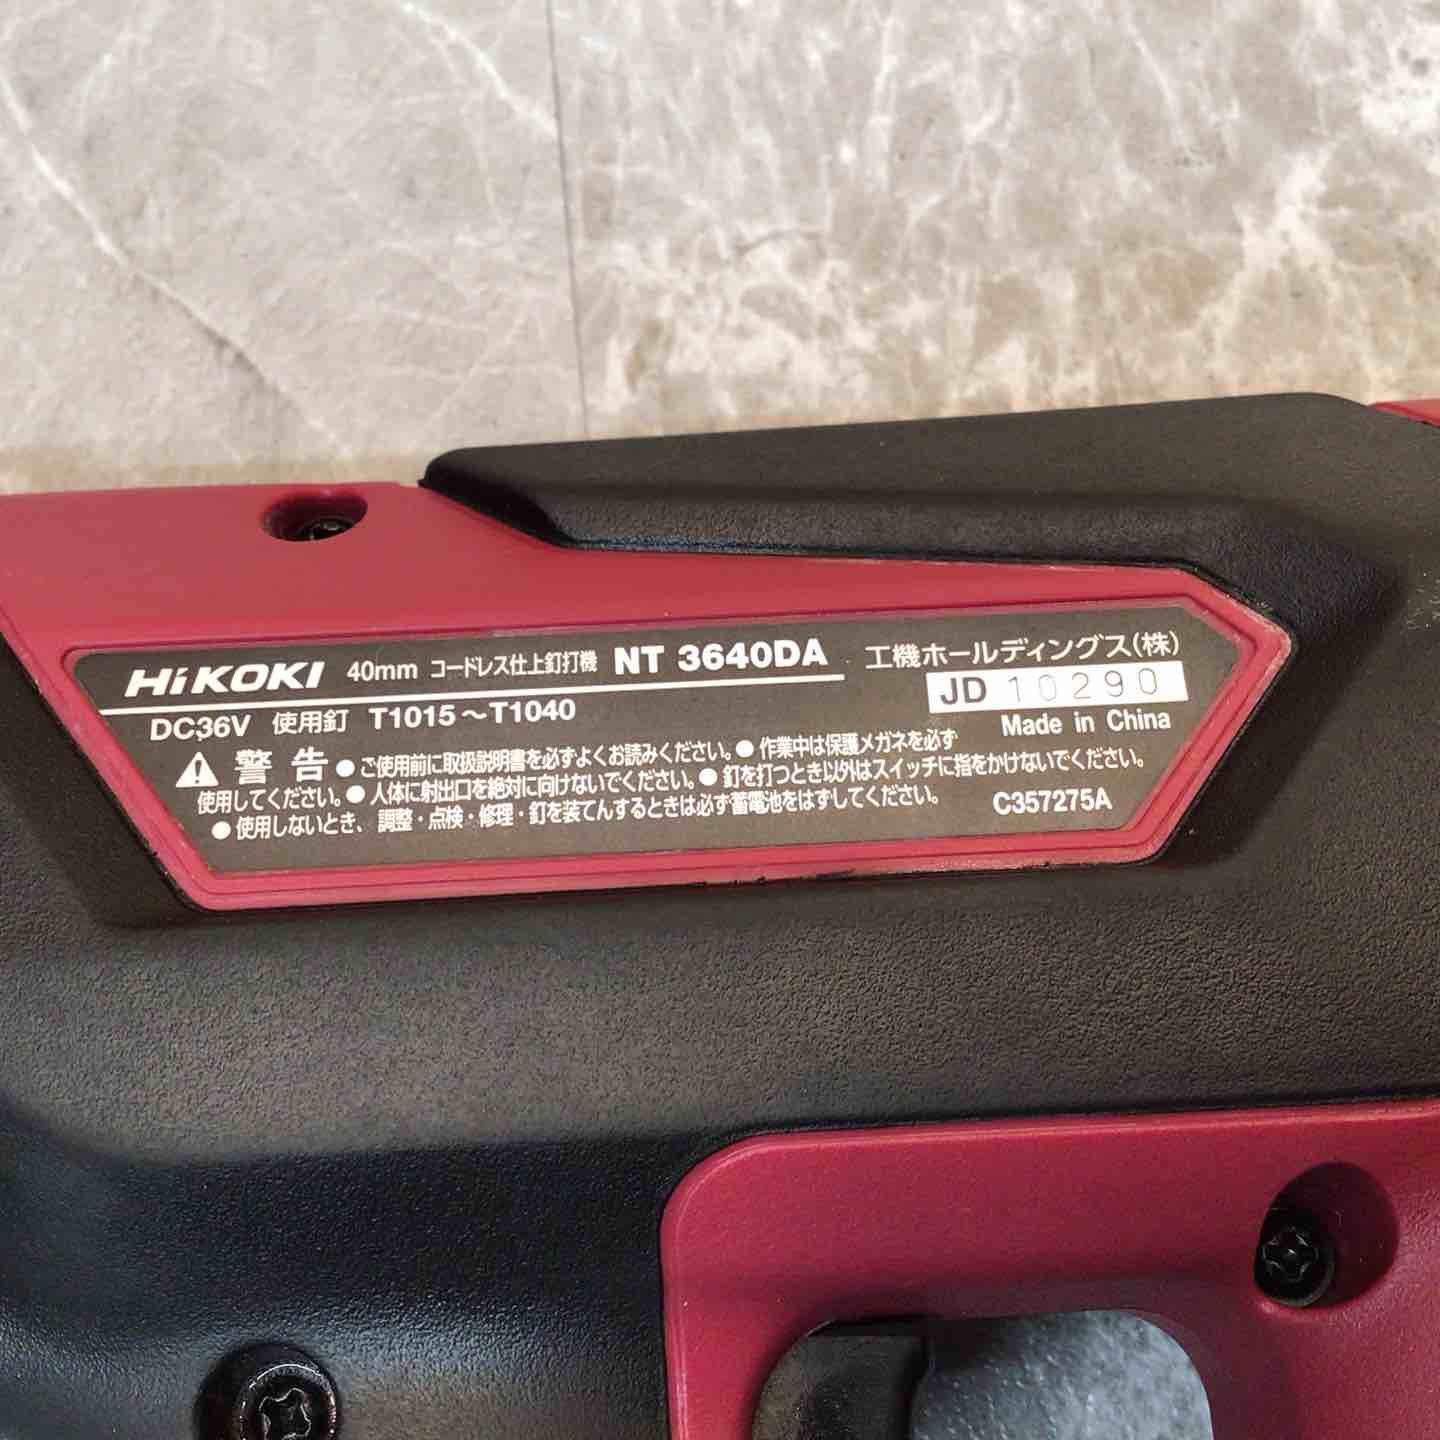 HiKOKI 40mm コードレス仕上釘打機 NT 3640DA 工機ホールディングス(株)
DC36V 使用釘 T1015～T1040 JD 10290
Made in China
警告 ● ご使用前に取扱説明書を必ずよくお読みください。● 作業中は保護メガネを必ず
使用してください。● 人体に射出口を絶対に向けないでください。● 釘を打つとき以外はスイッチに指をかけないでください。
● 使用しないとき、調整・点検・修理・釘を装てんするときは必ず蓄電池をはずしてください。 C357275A